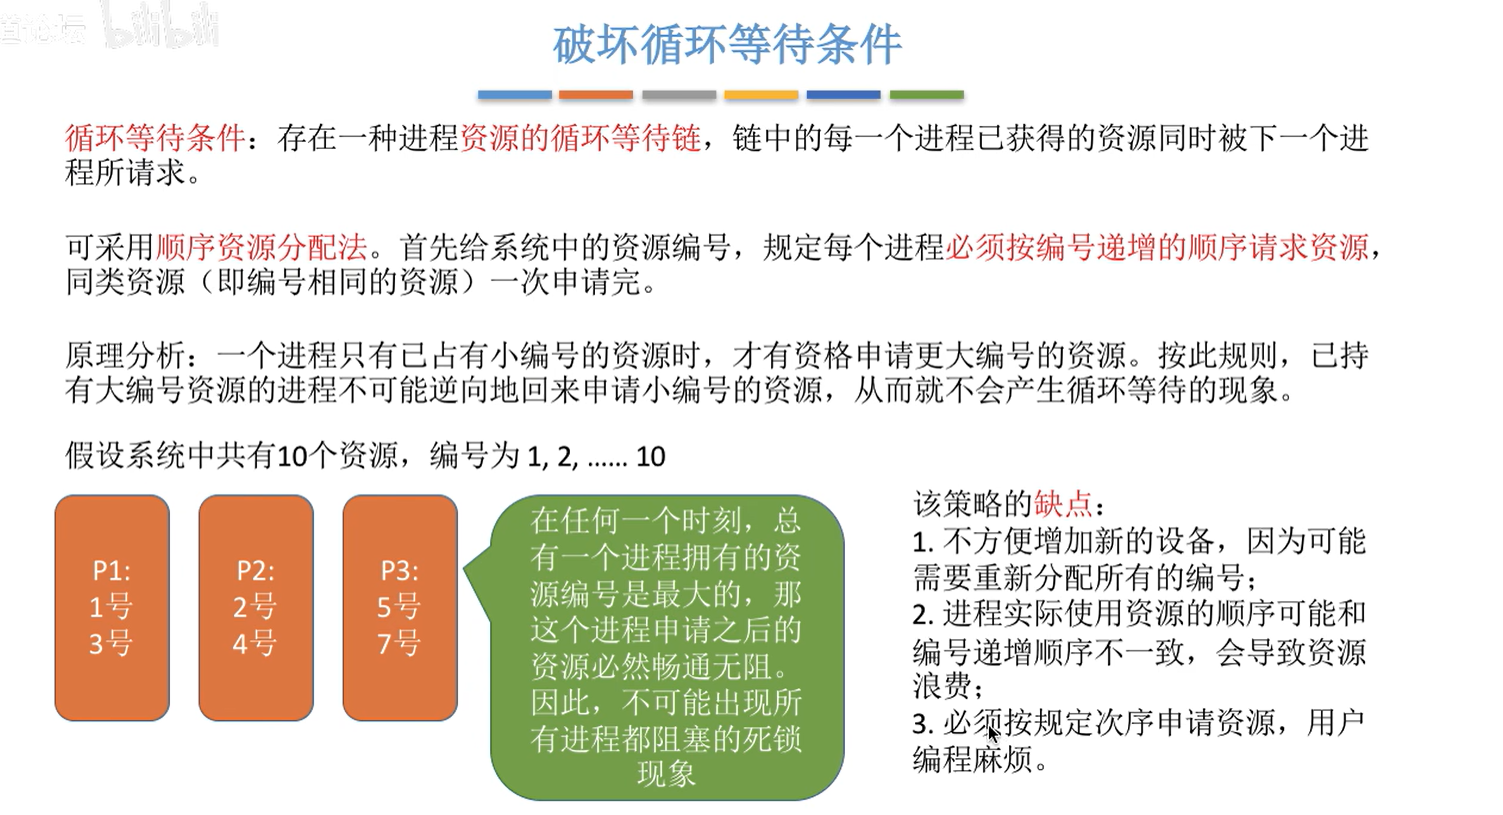 bilibili
破坏循环等待条件
循环等待条件：存在一种进程资源的循环等待链，链中的每一个进程已获得的资源同时被下一个进
程所请求。
可采用顺序资源分配法。首先给系统中的资源编号，规定每个进程必须按编号递增的顺序请求资源，
同类资源（即编号相同的资源）一次申请完。
原理分析：一个进程只有已占有小编号的资源时，才有资格申请更大编号的资源。按此规则，已持
有大编号资源的进程不可能逆向地回来申请小编号的资源，从而就不会产生循环等待的现象。
假设系统中共有10个资源，编号为 1, 2, …… 10
P1:
1号
3号
P2:
2号
4号
P3:
5号
7号
在任何一个时刻，总
有一个进程拥有的资
源编号是最大的，那
这个进程申请之后的
资源必然畅通无阻。
因此，不可能出现所
有进程都阻塞的死锁
现象
该策略的缺点：
1. 不方便增加新的设备，因为可能
需要重新分配所有的编号；
2. 进程实际使用资源的顺序可能和
编号递增顺序不一致，会导致资源
浪费；
3. 必须按规定次序申请资源，用户
编程麻烦。